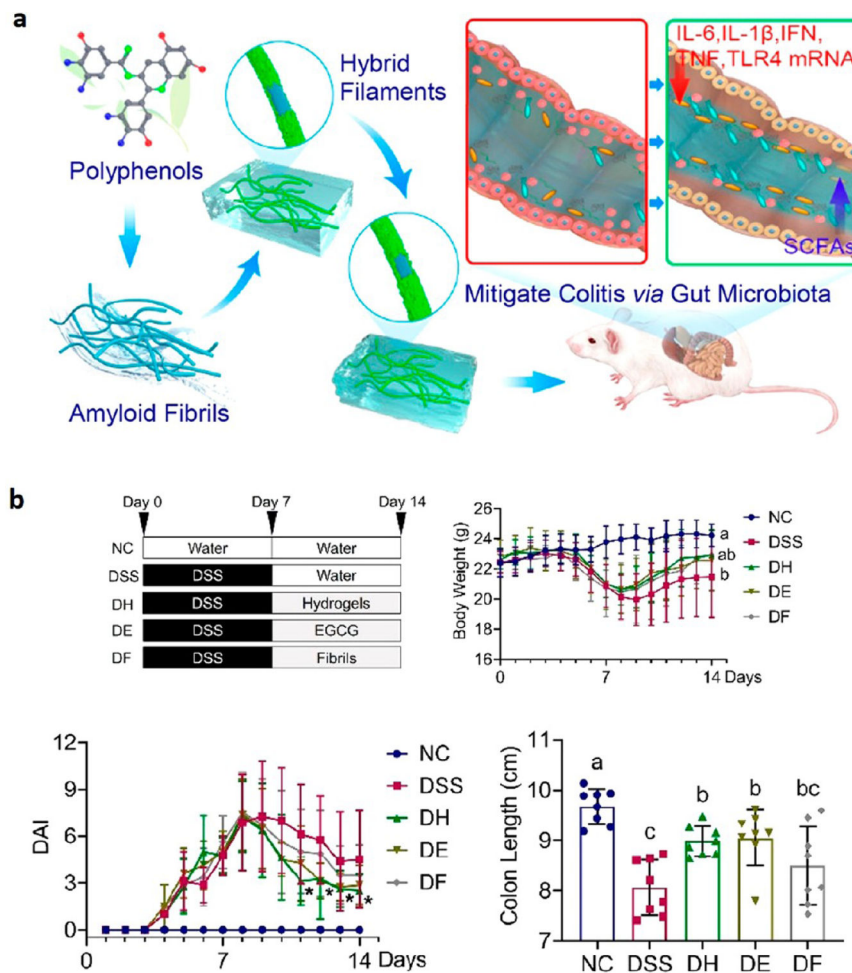 a
Polyphenols
Hybrid
Filaments
Amyloid Fibrils
IL-6,IL-1β,IFN,
TNF,TLR4 mRNA
SCFAs
Mitigate Colitis via Gut Microbiota
b
Day 0 Day 7 Day 14
NC Water Water
DSS DSS Water
DH DSS Hydrogels
DE DSS EGCG
DF DSS Fibrils
Body Weight (g)
26
24
22
20
18
16
0 7 14 Days
a
ab
b
NC
DSS
DH
DE
DF
DAI
12
9
6
3
0
0 7 14 Days
* * * *
NC
DSS
DH
DE
DF
Colon Length (cm)
11
10
9
8
7
a c b b bc
NC DSS DH DE DF